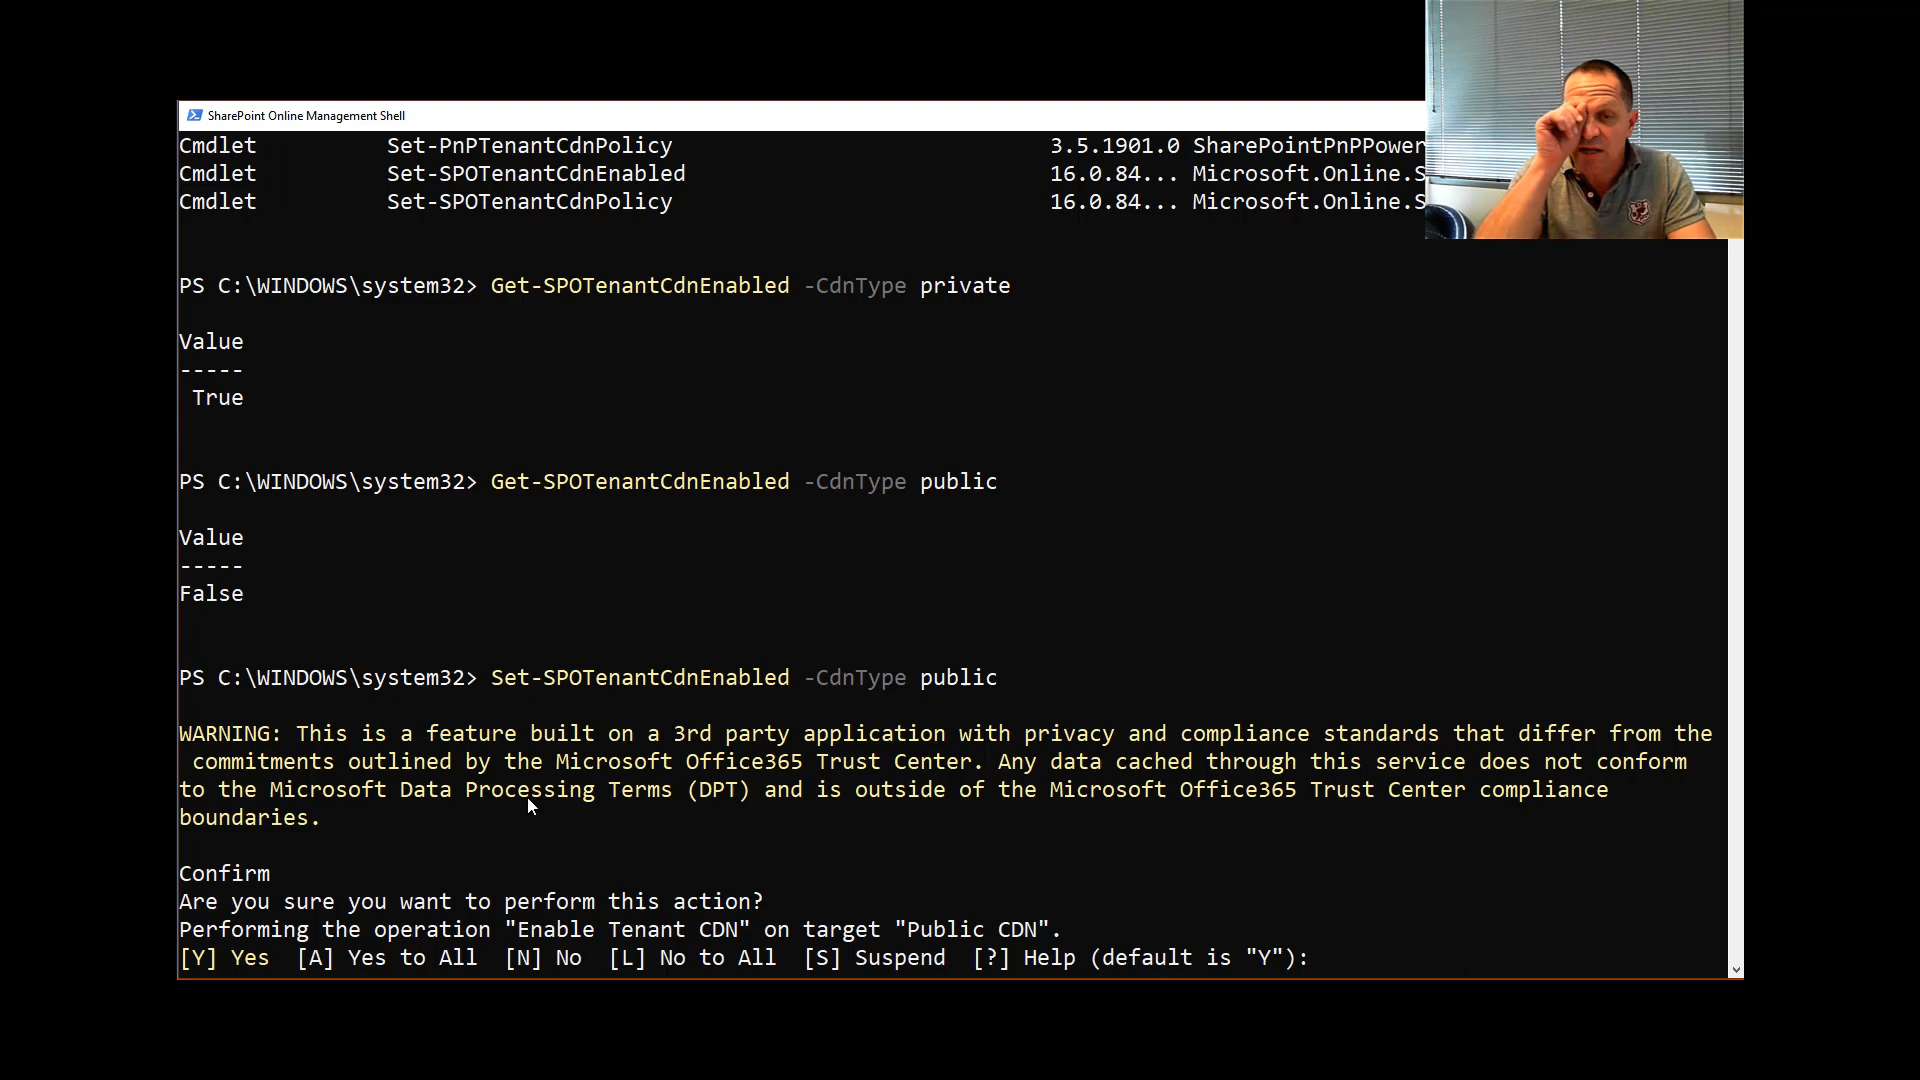 SharePoint Online Management Shell
Cmdlet Set-PnPTenantCdnPolicy 3.5.1901.0 SharePointPnPPower
Cmdlet Set-SPOTenantCdnEnabled 16.0.84... Microsoft.Online.S
Cmdlet Set-SPOTenantCdnPolicy 16.0.84... Microsoft.Online.S
PS C:\WINDOWS\system32> Get-SPOTenantCdnEnabled -CdnType private
Value
-----
True
PS C:\WINDOWS\system32> Get-SPOTenantCdnEnabled -CdnType public
Value
-----
False
PS C:\WINDOWS\system32> Set-SPOTenantCdnEnabled -CdnType public
WARNING: This is a feature built on a 3rd party application with privacy and compliance standards that differ from the
commitments outlined by the Microsoft Office365 Trust Center. Any data cached through this service does not conform
to the Microsoft Data Processing Terms (DPT) and is outside of the Microsoft Office365 Trust Center compliance
boundaries.
Confirm
Are you sure you want to perform this action?
Performing the operation "Enable Tenant CDN" on target "Public CDN".
[Y] Yes [A] Yes to All [N] No [L] No to All [S] Suspend [?] Help (default is "Y"):